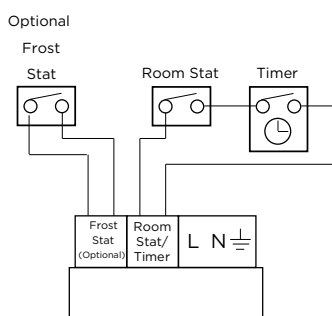 Optional
Frost
Stat
Room Stat
Timer
Frost
Stat
(Optional)
Room
Stat/
Timer
L N